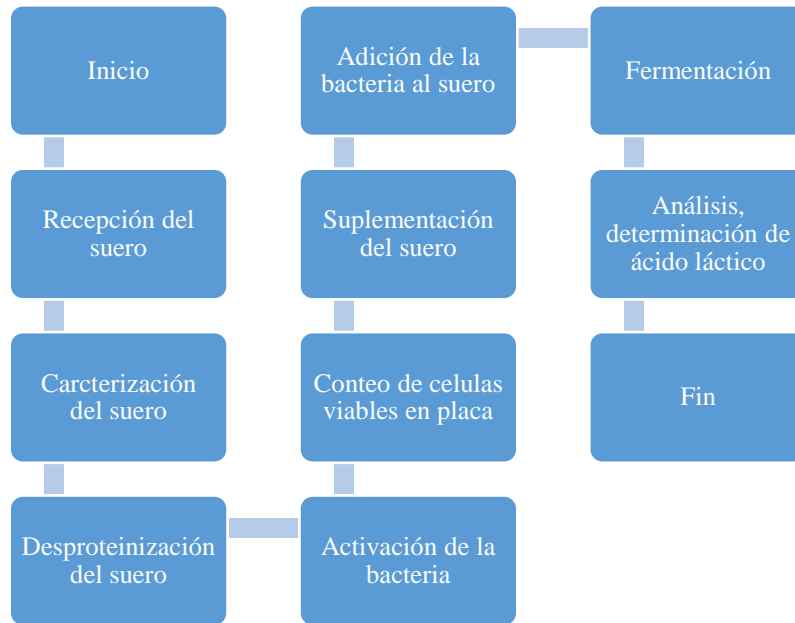 Inicio
Recepción del
suero
Carcterización
del suero
Desproteinización
del suero
Activación de la
bacteria
Conteo de celulas
viables en placa
Suplementación
del suero
Adición de la
bacteria al suero
Fermentación
Análisis,
determinación de
ácido láctico
Fin